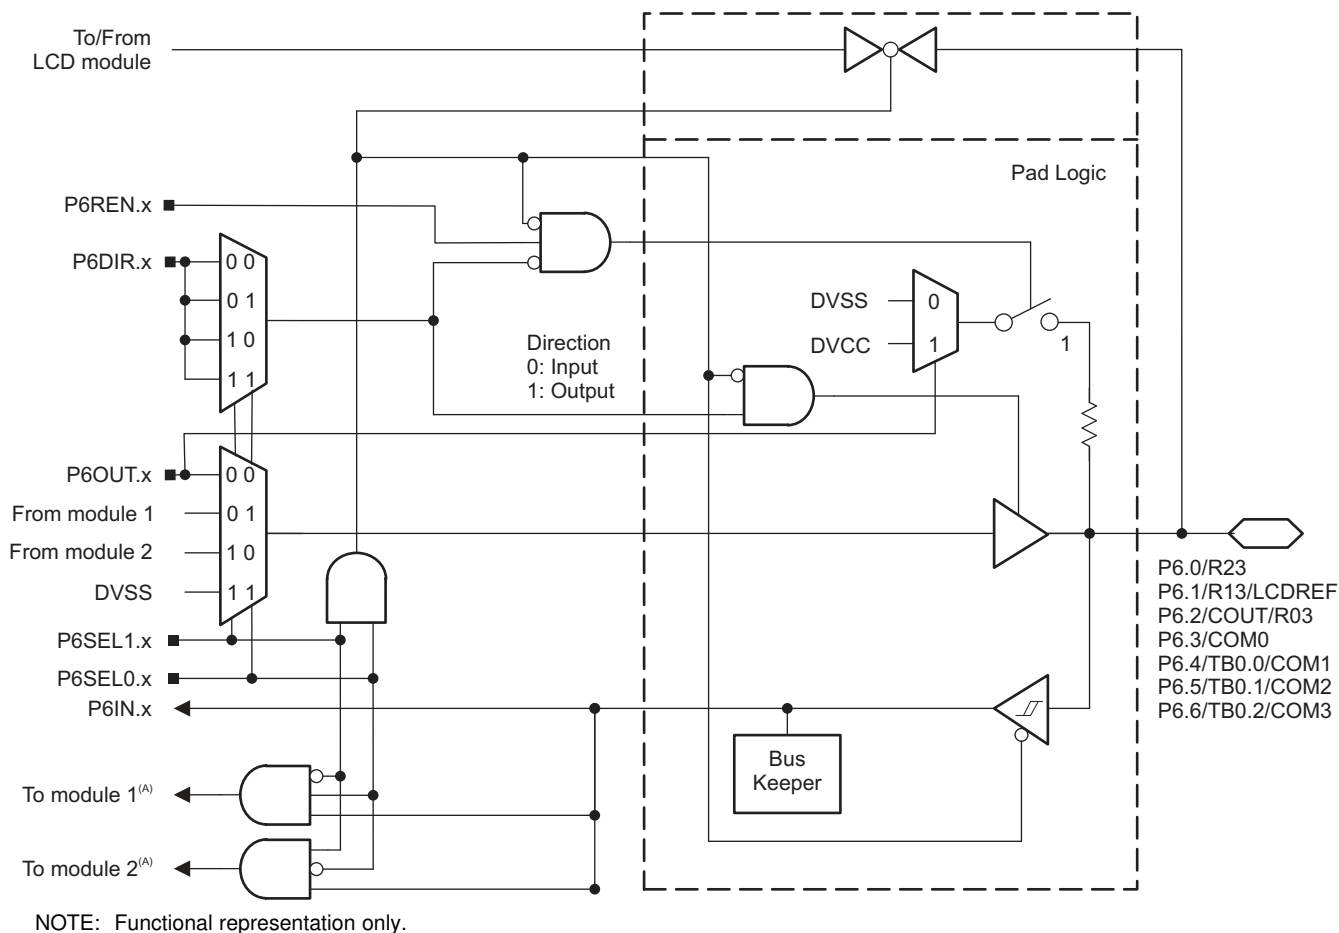 To/From
LCD module
Pad Logic
P6REN.x
P6DIR.x
0 0
0 1
1 0
1 1
Direction
0: Input
1: Output
DVSS
0
DVCC
1
1
P6OUT.x
0 0
From module 1
0 1
From module 2
1 0
DVSS
1 1
P6SEL1.x
P6SEL0.x
P6IN.x
P6.0/R23
P6.1/R13/LCDREF
P6.2/COUT/R03
P6.3/COM0
P6.4/TB0.0/COM1
P6.5/TB0.1/COM2
P6.6/TB0.2/COM3
Bus
Keeper
To module 1(A)
To module 2(A)
NOTE: Functional representation only.